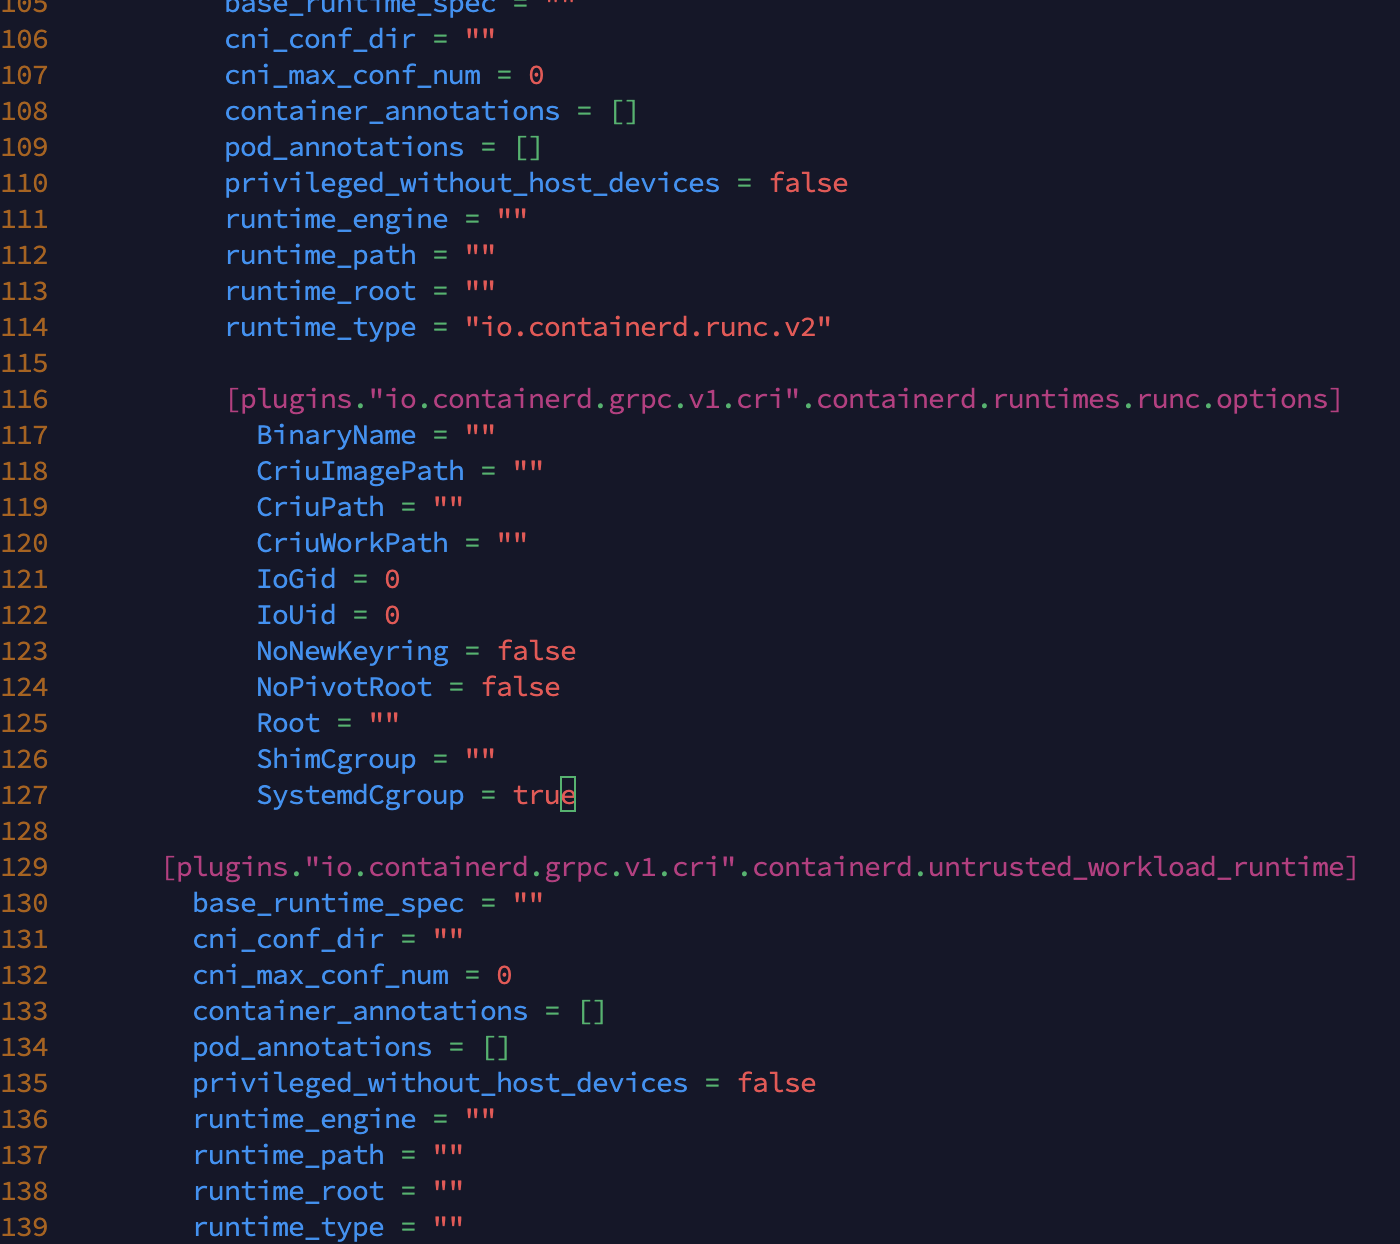 105 base_runtime_spec = ""
106 cni_conf_dir = ""
107 cni_max_conf_num = 0
108 container_annotations = []
109 pod_annotations = []
110 privileged_without_host_devices = false
111 runtime_engine = ""
112 runtime_path = ""
113 runtime_root = ""
114 runtime_type = "io.containerd.runc.v2"
115
116 [plugins."io.containerd.grpc.v1.cri".containerd.runtimes.runc.options]
117 BinaryName = ""
118 CriuImagePath = ""
119 CriuPath = ""
120 CriuWorkPath = ""
121 IoGid = 0
122 IoUid = 0
123 NoNewKeyring = false
124 NoPivotRoot = false
125 Root = ""
126 ShimCgroup = ""
127 SystemdCgroup = true
128
129 [plugins."io.containerd.grpc.v1.cri".containerd.untrusted_workload_runtime]
130 base_runtime_spec = ""
131 cni_conf_dir = ""
132 cni_max_conf_num = 0
133 container_annotations = []
134 pod_annotations = []
135 privileged_without_host_devices = false
136 runtime_engine = ""
137 runtime_path = ""
138 runtime_root = ""
139 runtime_type = ""